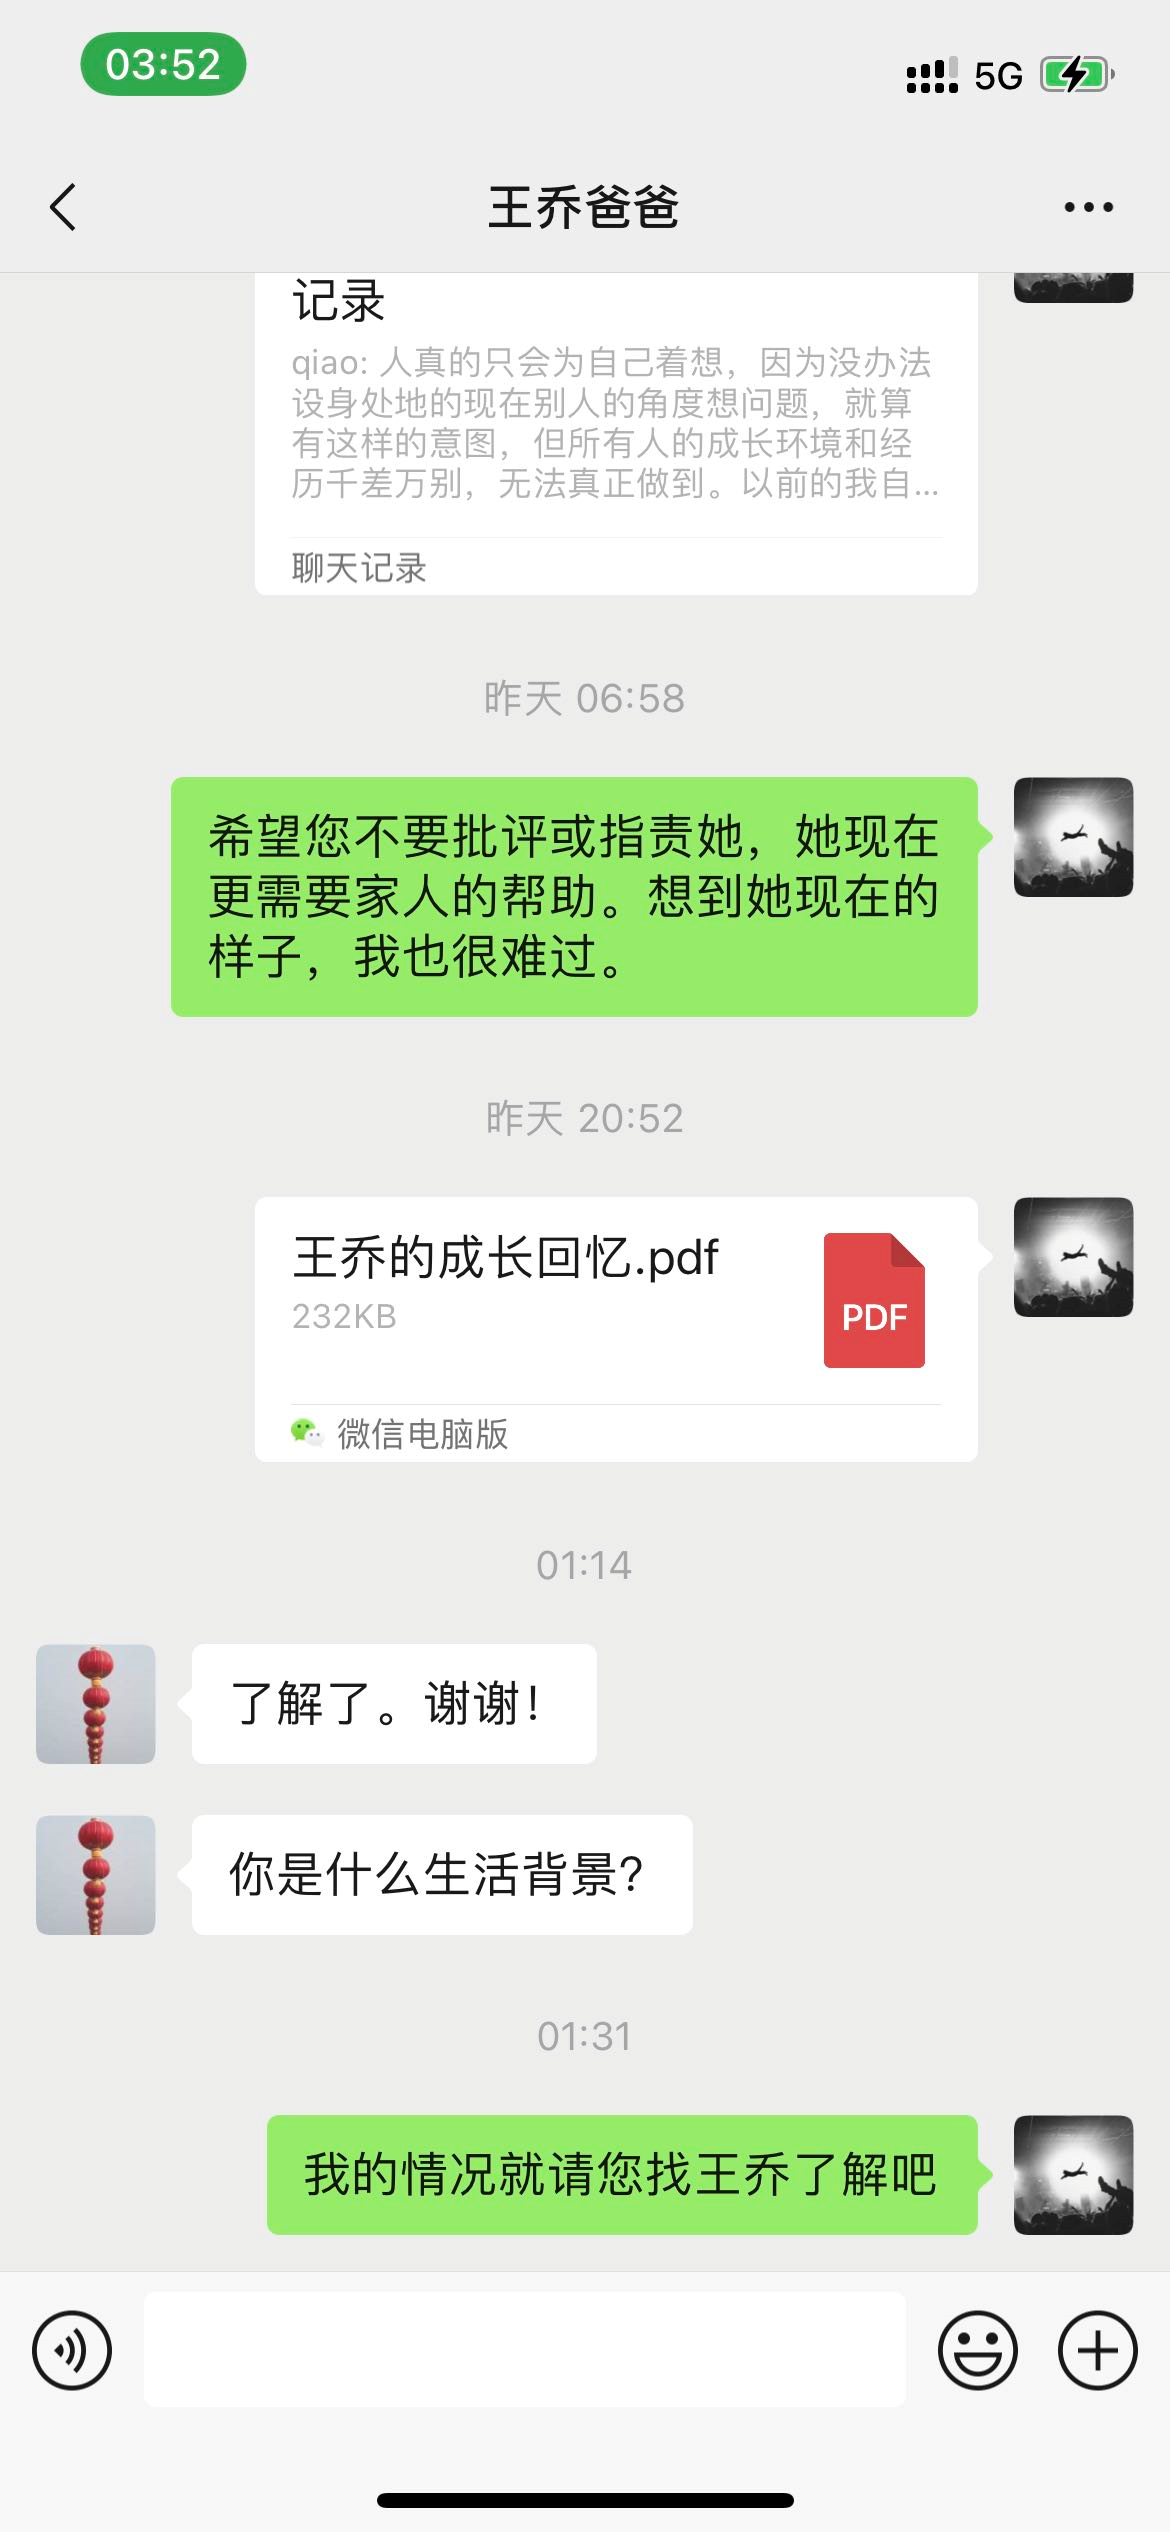 03:52
5G
王乔爸爸
记录
qiao: 人真的只会为自己着想，因为没办法
设身处地的现在别人的角度想问题，就算
有这样的意图，但所有人的成长环境和经
历千差万别，无法真正做到。以前的我自...
聊天记录
昨天 06:58
希望您不要批评或指责她，她现在
更需要家人的帮助。想到她现在的
样子，我也很难过。
昨天 20:52
王乔的成长回忆.pdf
232KB
PDF
微信电脑版
01:14
了解了。谢谢！
你是什么生活背景?
01:31
我的情况就请您找王乔了解吧